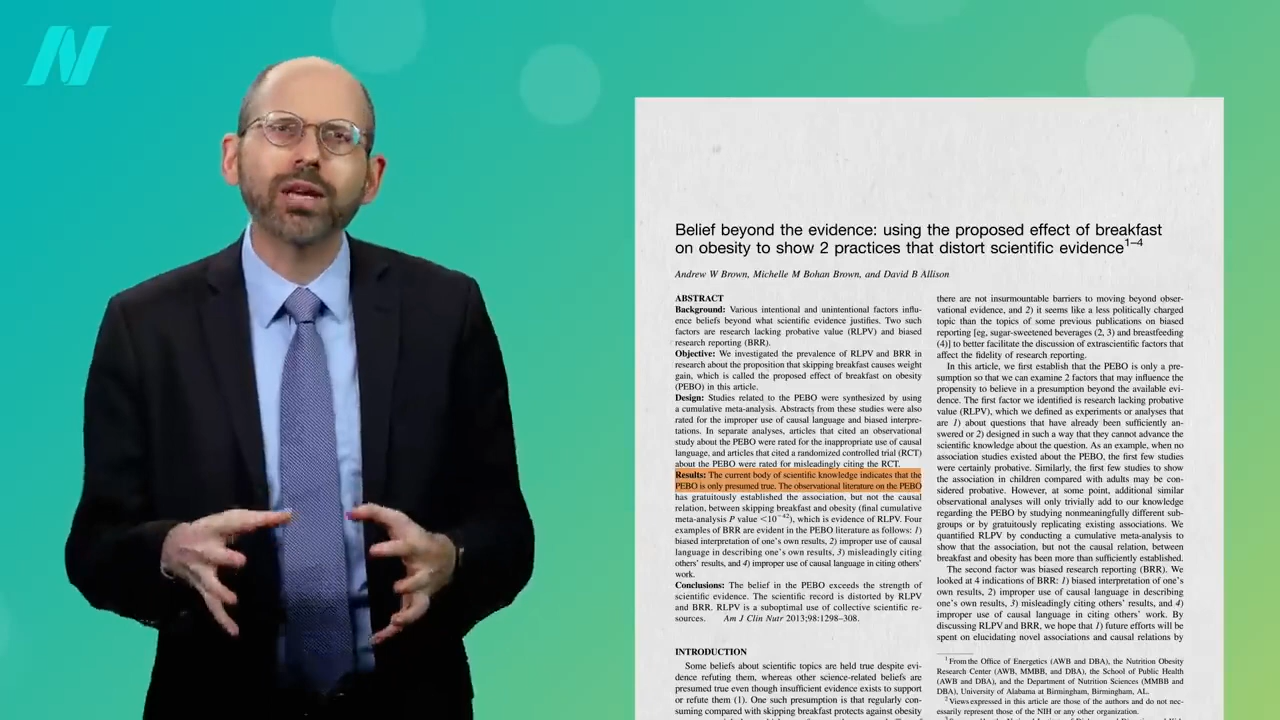 N
Belief beyond the evidence: using the proposed effect of breakfast
on obesity to show 2 practices that distort scientific evidence1–4
Andrew W Brown, Michelle M Bohan Brown, and David B Allison
ABSTRACT
Background: Various intentional and unintentional factors influ-
ence beliefs beyond what scientific evidence justifies. Two such
factors are research lacking probative value (RLPV) and biased
research reporting (BRR).
Objective: We investigated the prevalence of RLPV and BRR in
research about the proposition that skipping breakfast causes weight
gain, which is called the proposed effect of breakfast on obesity
(PEBO) in this article.
Design: Studies related to the PEBO were synthesized by using
a cumulative meta-analysis. Abstracts from these studies were also
rated for the improper use of causal language and biased interpre-
tations. In separate analyses, articles that cited an observational
study about the PEBO were rated for the inappropriate use of causal
language, and articles that cited a randomized controlled trial (RCT)
about the PEBO were rated for misleadingly citing the RCT.
Results: The current body of scientific knowledge indicates that the
PEBO is only presumed true. The observational literature on the PEBO
has gratuitously established the association, but not the causal
relation, between skipping breakfast and obesity (final cumulative
meta-analysis P value <10−42), which is evidence of RLPV. Four
examples of BRR are evident in the PEBO literature as follows: 1)
biased interpretation of one's own results, 2) improper use of causal
language in describing one's own results, 3) misleadingly citing
others' results, and 4) improper use of causal language in citing others'
work.
Conclusions: The belief in the PEBO exceeds the strength of
scientific evidence. The scientific record is distorted by RLPV
and BRR. RLPV is a suboptimal use of collective scientific re-
sources. Am J Clin Nutr 2013;98:1298–308.
INTRODUCTION
Some beliefs about scientific topics are held true despite evi-
dence refuting them, whereas other science-related beliefs are
presumed true even though insufficient evidence exists to support
or refute them (1). One such presumption is that regularly con-
suming compared with skipping breakfast protects against obesity
there are not insurmountable barriers to moving beyond obser-
vational evidence, and 2) it seems like a less politically charged
topic than the topics of some previous publications on biased
reporting [eg, sugar-sweetened beverages (2, 3) and breastfeeding
(4)] to better facilitate the discussion of extrascientific factors that
affect the fidelity of research reporting.
In this article, we first establish that the PEBO is only a pre-
sumption so that we can examine 2 factors that may influence the
propensity to believe in a presumption beyond the available evi-
dence. The first factor we identified is research lacking probative
value (RLPV), which we defined as experiments or analyses that
are 1) about questions that have already been sufficiently an-
swered or 2) designed in such a way that they cannot advance the
scientific knowledge about the question. As an example, when no
association studies existed about the PEBO, the first few studies
were certainly probative. Similarly, the first few studies to show
the association in children compared with adults may be con-
sidered probative. However, at some point, additional similar
observational analyses will only trivially add to our knowledge
regarding the PEBO by studying nonmeaningfully different sub-
groups or by gratuitously replicating existing associations. We
quantified RLPV by conducting a cumulative meta-analysis to
show that the association, but not the causal relation, between
breakfast and obesity has been more than sufficiently established.
The second factor was biased research reporting (BRR). We
looked at 4 indications of BRR: 1) biased interpretation of one's
own results, 2) improper use of causal language in describing
one's own results, 3) misleadingly citing others' results, and 4)
improper use of causal language in citing others' work. By
discussing RLPV and BRR, we hope that 1) future efforts will be
spent on elucidating novel associations and causal relations by
1 From the Office of Energetics (AWB and DBA), the Nutrition Obesity
Research Center (AWB, MMBB, and DBA), the School of Public Health
(AWB and DBA), and the Department of Nutrition Sciences (MMBB and
DBA), University of Alabama at Birmingham, Birmingham, AL.
2 Views expressed in this article are those of the authors and do not nec-
essarily represent those of the NIH or any other organization.